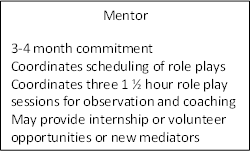 Mentor
3-4 month commitment
Coordinates scheduling of role plays
Coordinates three 1 ½ hour role play
sessions for observation and coaching
May provide internship or volunteer
opportunities or new mediators